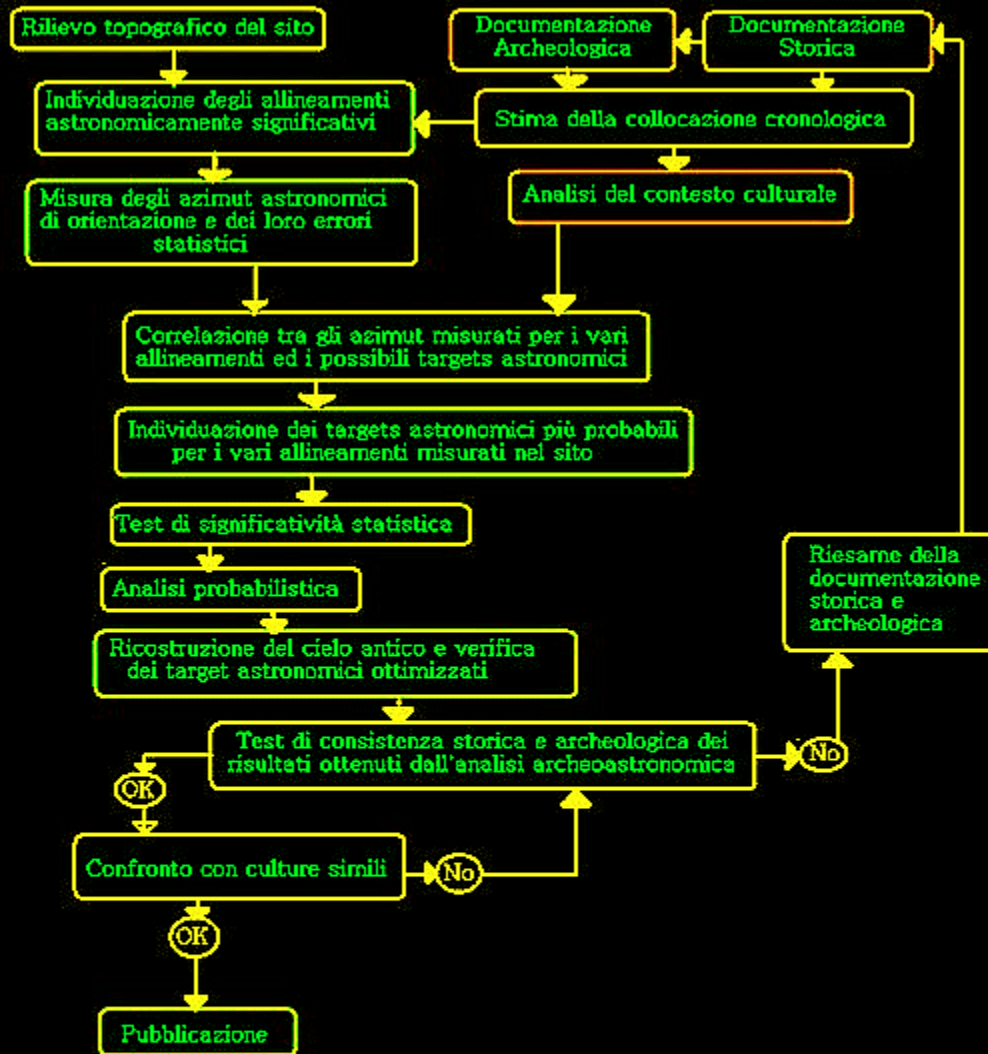 Rilievo topografico del sito
Documentazione
Archeologica
Documentazione
Storica
Individuazione degli allineamenti
astronomicamente significativi
Stima della collocazione cronologica
Misura degli azimut astronomici
di orientazione e dei loro errori
statistici
Analisi del contesto culturale
Correlazione tra gli azimut misurati per i vari
allineamenti ed i possibili targets astronomici
Individuazione dei targets astronomici più probabili
per i vari allineamenti misurati nel sito
Test di significatività statistica
Analisi probabilistica
Riesame della
documentazione
storica e
archeologica
Ricostruzione del cielo antico e verifica
dei target astronomici ottimizzati
Test di consistenza storica e archeologica dei
risultati ottenuti dall'analisi archeoastronomica
No
OK
Confronto con culture simili
No
OK
Pubblicazione